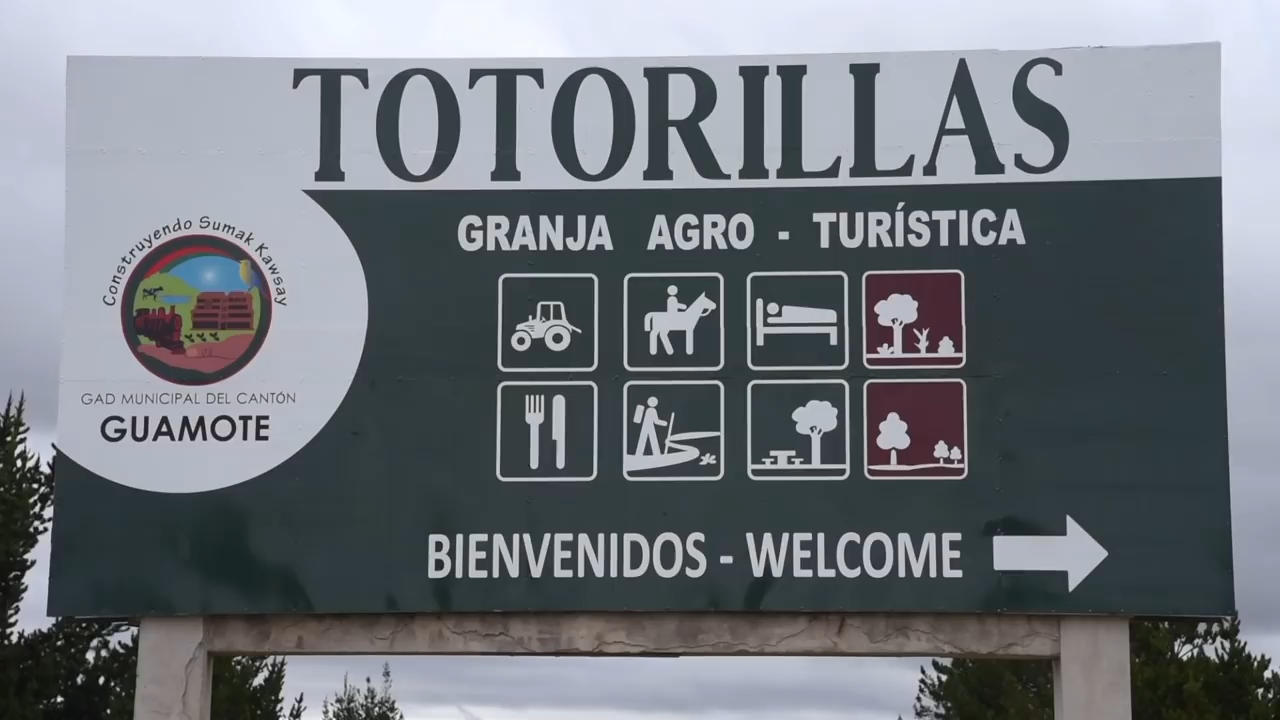 TOTORILLAS
GRANJA AGRO - TURÍSTICA
Construyendo Sumak Kawsay
GAD MUNICIPAL DEL CANTÓN
GUAMOTE
BIENVENIDOS - WELCOME